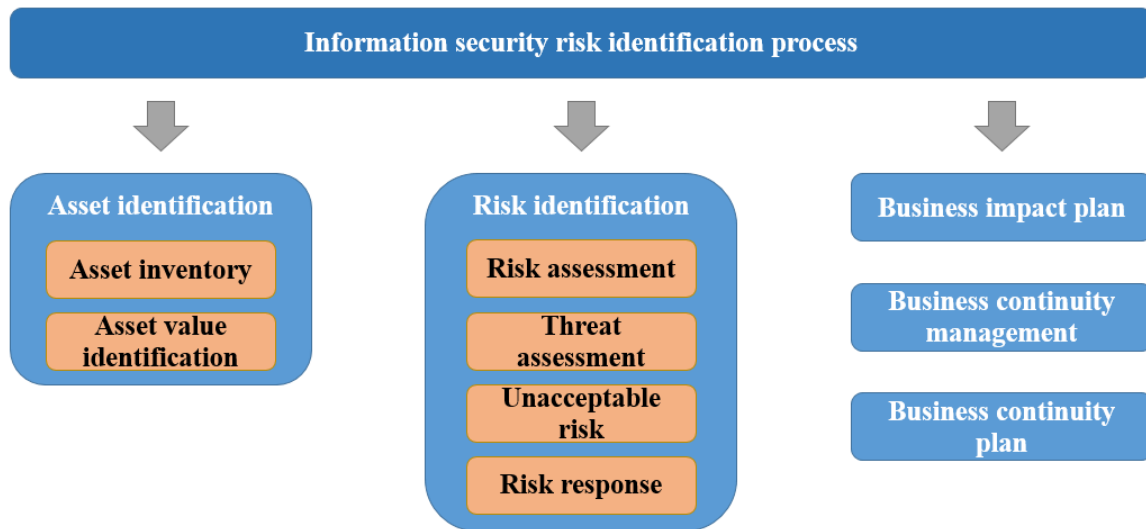 Information security risk identification process
Asset identification
Asset inventory
Asset value
identification
Risk identification
Risk assessment
Threat
assessment
Unacceptable
risk
Risk response
Business impact plan
Business continuity
management
Business continuity
plan